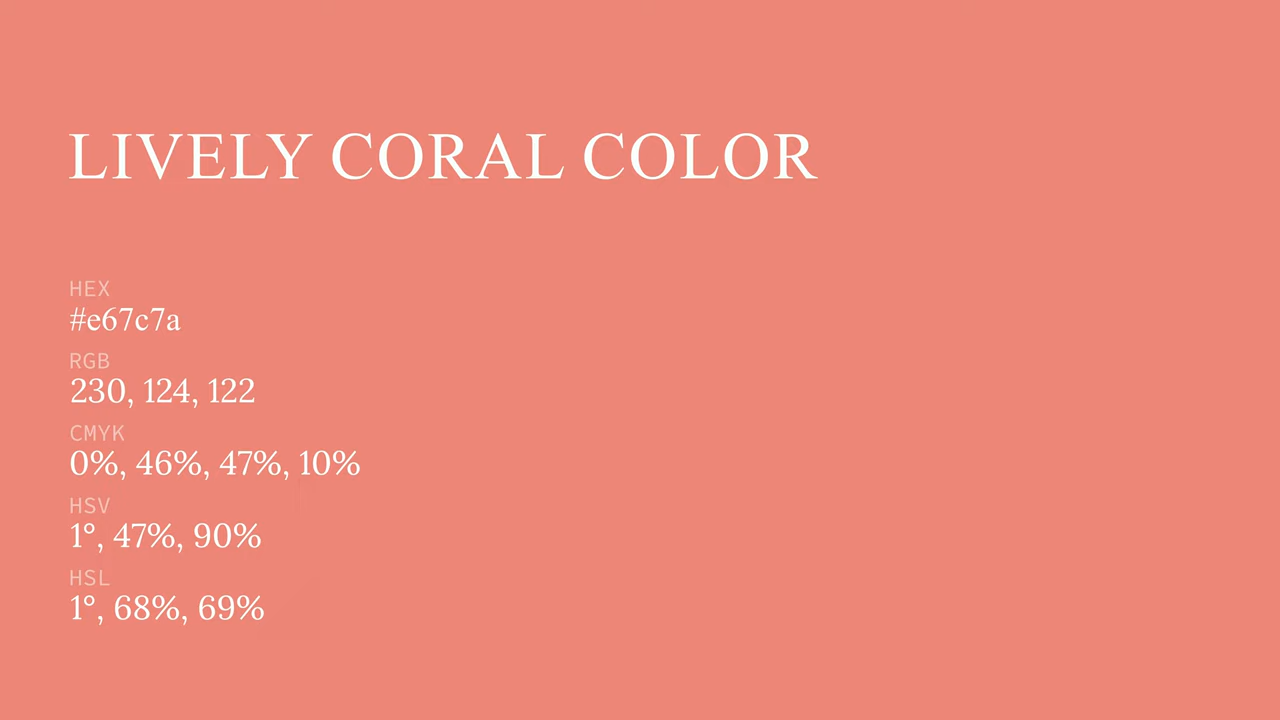 LIVELY CORAL COLOR
HEX
#e67c7a
RGB
230, 124, 122
CMYK
0%, 46%, 47%, 10%
HSV
1°, 47%, 90%
HSL
1°, 68%, 69%